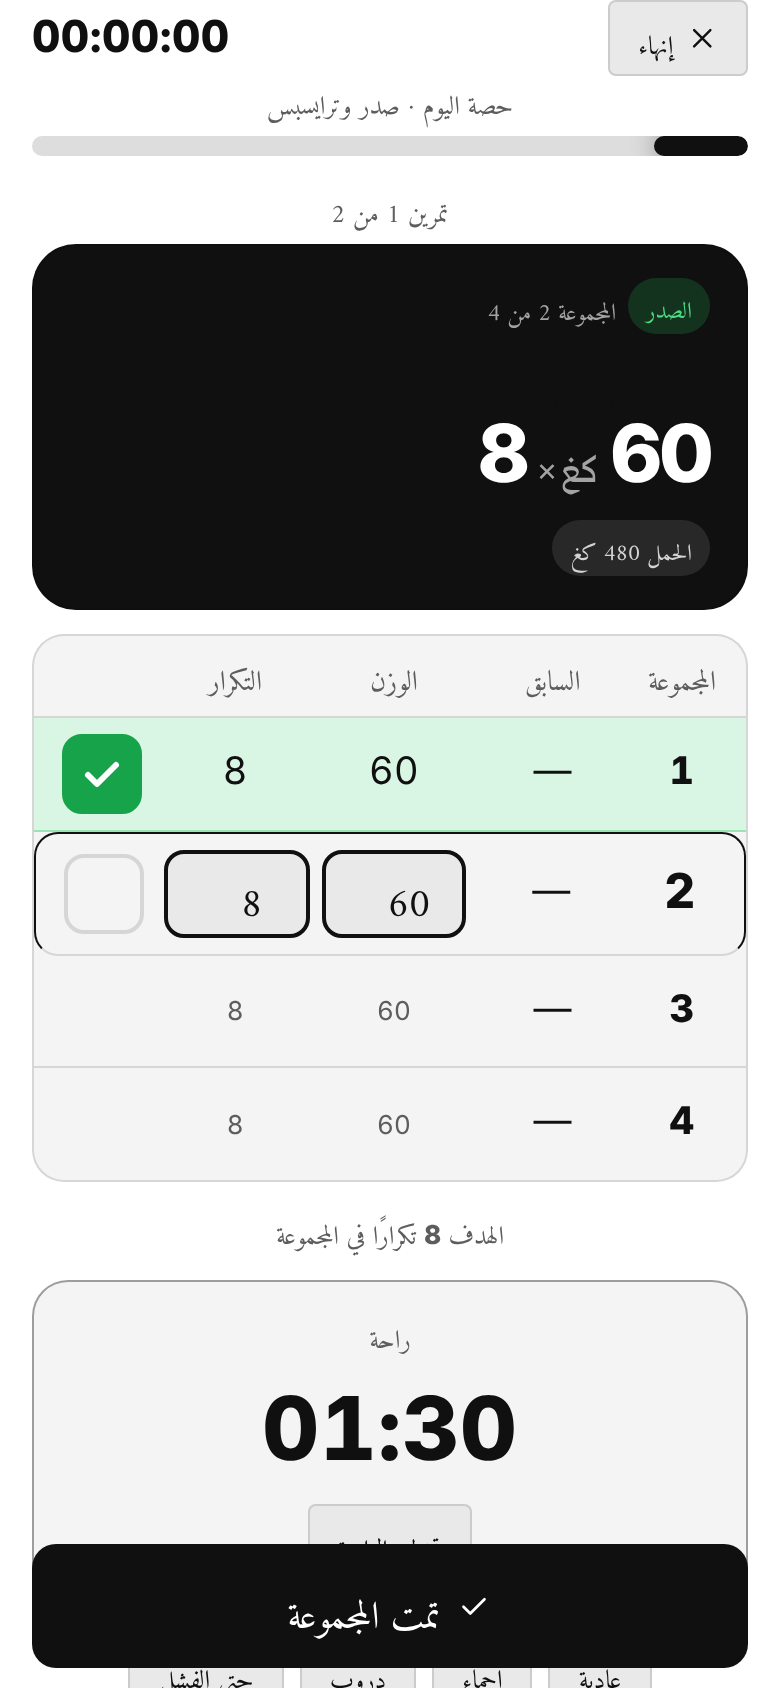 إنهاء 00:00:00
حصة اليوم · صدر وترايسبس
تمرين 1 من 2
الصدر المجموعة 2 من 4
60 كغ × 8
الحمل 480 كغ
المجموعة السابق الوزن التكرار
1 — 60 8
2 — 60 8
3 — 60 8
4 — 60 8
الهدف 8 تكرارًا في المجموعة
راحة
01:30
تمت المجموعة
عادية إحماء دروب حتى الفشل